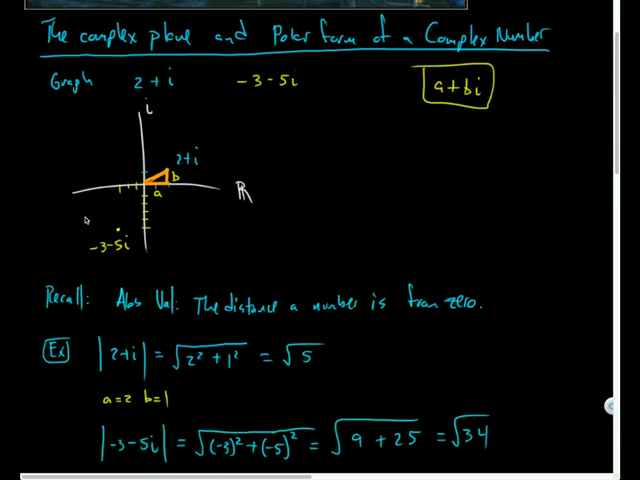 The complex plane and Polar form of a Complex Number
Graph 2 + i -3-5i a+bi
i
2+i
b
a
R
-3-5i
Recall: Abs Val: The distance a number is from zero.
Ex |2+i| = √2² + 1² = √5
a=2 b=1
|-3-5i| = √(-3)² + (-5)² = √9 + 25 = √34